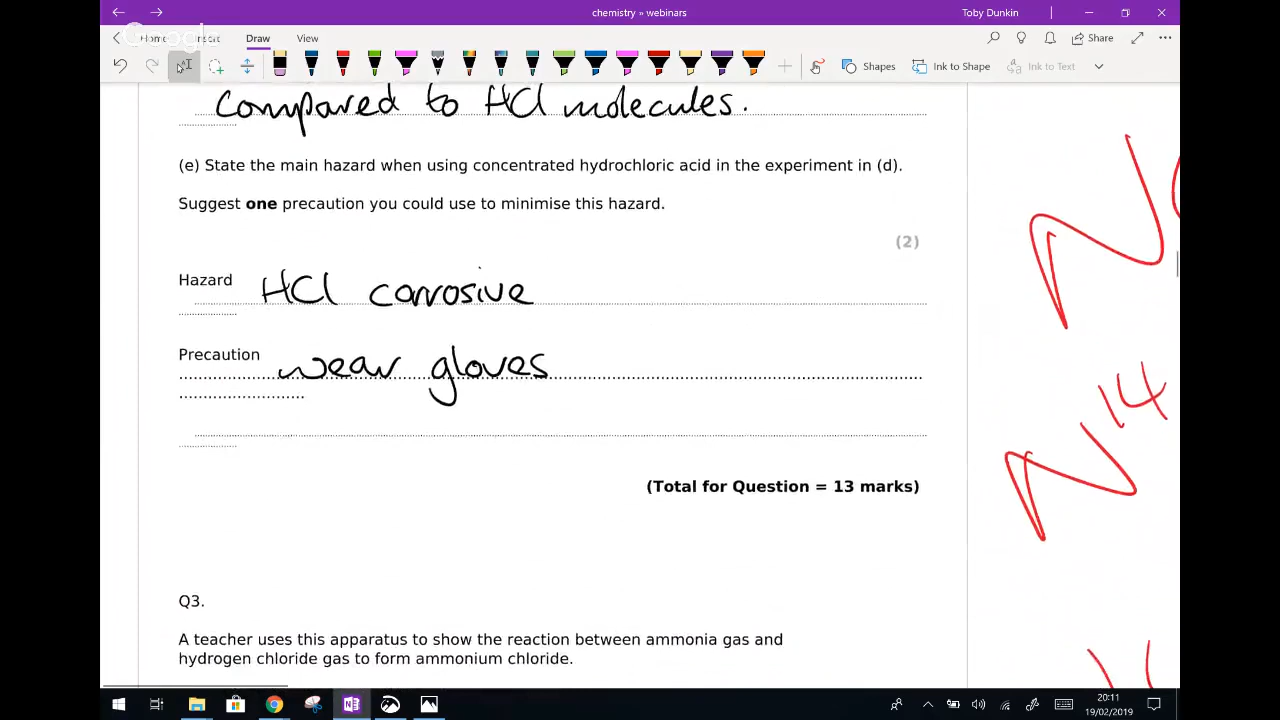 chemistry » webinars
Toby Dunkin
Google
Home Insert Draw View
Shapes Ink to Shape Ink to Text Share
compared to HCl molecules.
(e) State the main hazard when using concentrated hydrochloric acid in the experiment in (d).
Suggest one precaution you could use to minimise this hazard.
(2)
Hazard HCl corrosive
Precaution wear gloves
(Total for Question = 13 marks)
Q3.
A teacher uses this apparatus to show the reaction between ammonia gas and
hydrogen chloride gas to form ammonium chloride.
N
N 14
20:11
19/02/2019